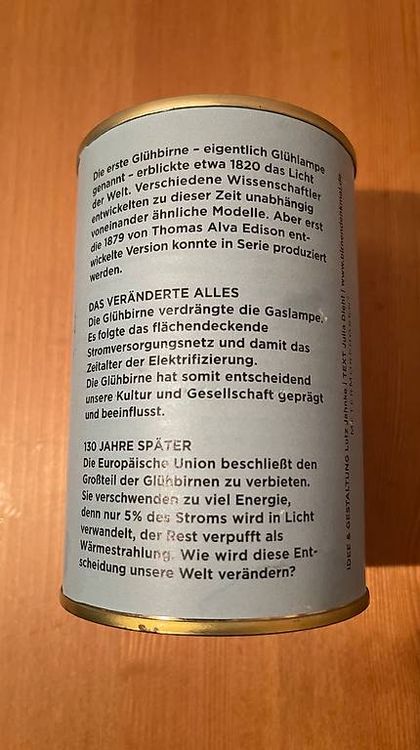 Die erste Glühbirne – eigentlich Glühlampe
genannt – erblickte etwa 1820 das Licht
der Welt. Verschiedene Wissenschaftler
entwickelten zu dieser Zeit unabhängig
voneinander ähnliche Modelle. Aber erst
die 1879 von Thomas Alva Edison ent-
wickelte Version konnte in Serie produziert
werden.
DAS VERÄNDERTE ALLES
Die Glühbirne verdrängte die Gaslampe.
Es folgte das flächendeckende
Stromversorgungsnetz und damit das
Zeitalter der Elektrifizierung.
Die Glühbirne hat somit entscheidend
unsere Kultur und Gesellschaft geprägt
und beeinflusst.
130 JAHRE SPÄTER
Die Europäische Union beschließt den
Großteil der Glühbirnen zu verbieten.
Sie verschwenden zu viel Energie,
denn nur 5% des Stroms wird in Licht
verwandelt, der Rest verpufft als
Wärmestrahlung. Wie wird diese Ent-
scheidung unsere Welt verändern?
IDEE & GESTALTUNG Lutz Jahnke | TEXT Julia Diehl | www.birnendenkmal.de